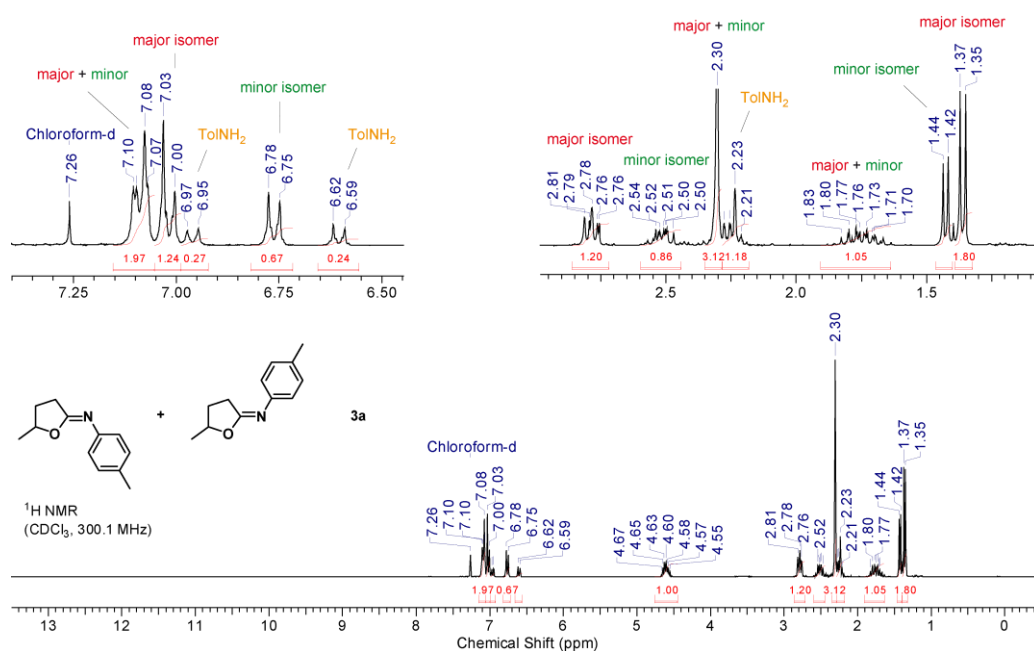 major isomer
major + minor
7.08
7.03
Chloroform-d
7.26
7.10
7.07
7.00
minor isomer
TolNH2
6.97
6.95
6.78
6.75
TolNH2
6.62
6.59
1.97 1.24 0.27 0.67 0.24
7.25 7.00 6.75 6.50
major isomer
major + minor
2.30
minor isomer
1.37
1.35
1.44
1.42
TolNH2
2.23
2.21
major isomer
2.81
2.79
2.78
2.76
2.76
minor isomer
2.54
2.52
2.51
2.50
2.50
major + minor
1.83
1.80
1.77
1.76
1.73
1.71
1.70
1.20 0.86 3.12 1.18 1.05 1.80
2.5 2.0 1.5
N
O
+
N
O
3a
1H NMR
(CDCl3, 300.1 MHz)
Chloroform-d
7.26
7.10
7.10
7.08
7.03
7.00
6.78
6.75
6.62
6.59
4.67
4.65
4.63
4.60
4.58
4.57
4.55
2.81
2.78
2.76
2.52
2.30
2.23
2.21
1.80
1.77
1.44
1.42
1.37
1.35
1.97 0.67 1.00 1.20 3.12 1.05 1.80
13 12 11 10 9 8 7 6 5 4 3 2 1 0
Chemical Shift (ppm)